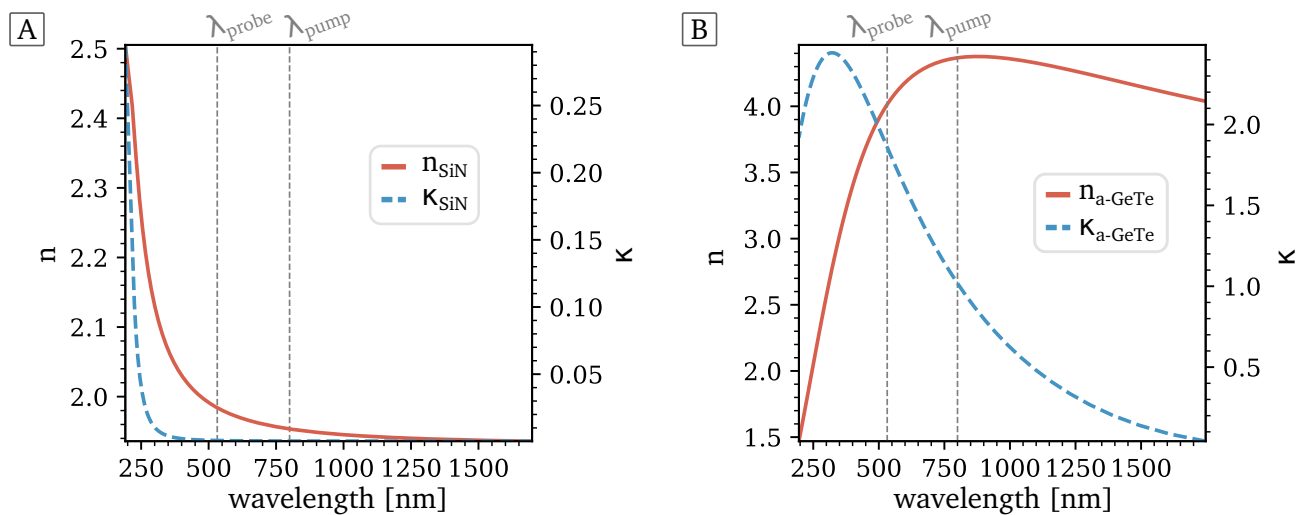 A
λprobe λpump
2.5
2.4
2.3
2.2
2.1
2.0
n
0.25
0.20
0.15
0.10
0.05
κ
nSiN
κSiN
250 500 750 1000 1250 1500
wavelength [nm]
B
λprobe λpump
4.0
3.5
3.0
2.5
2.0
1.5
n
2.0
1.5
1.0
0.5
κ
na-GeTe
κa-GeTe
250 500 750 1000 1250 1500
wavelength [nm]